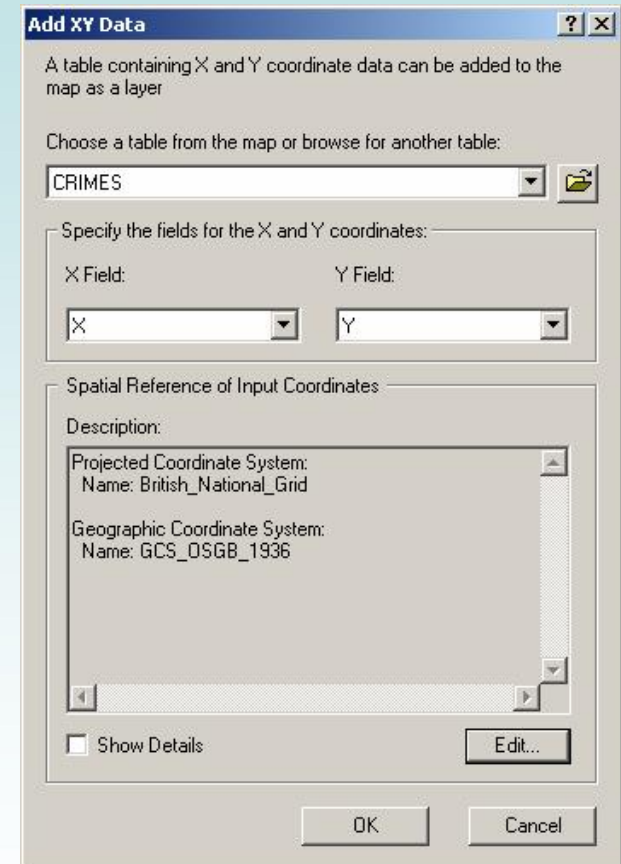 Add XY Data
A table containing X and Y coordinate data can be added to the
map as a layer
Choose a table from the map or browse for another table:
CRIMES
Specify the fields for the X and Y coordinates:
X Field: Y Field:
X Y
Spatial Reference of Input Coordinates
Description:
Projected Coordinate System:
Name: British_National_Grid
Geographic Coordinate System:
Name: GCS_OSGB_1936
Show Details Edit...
OK Cancel